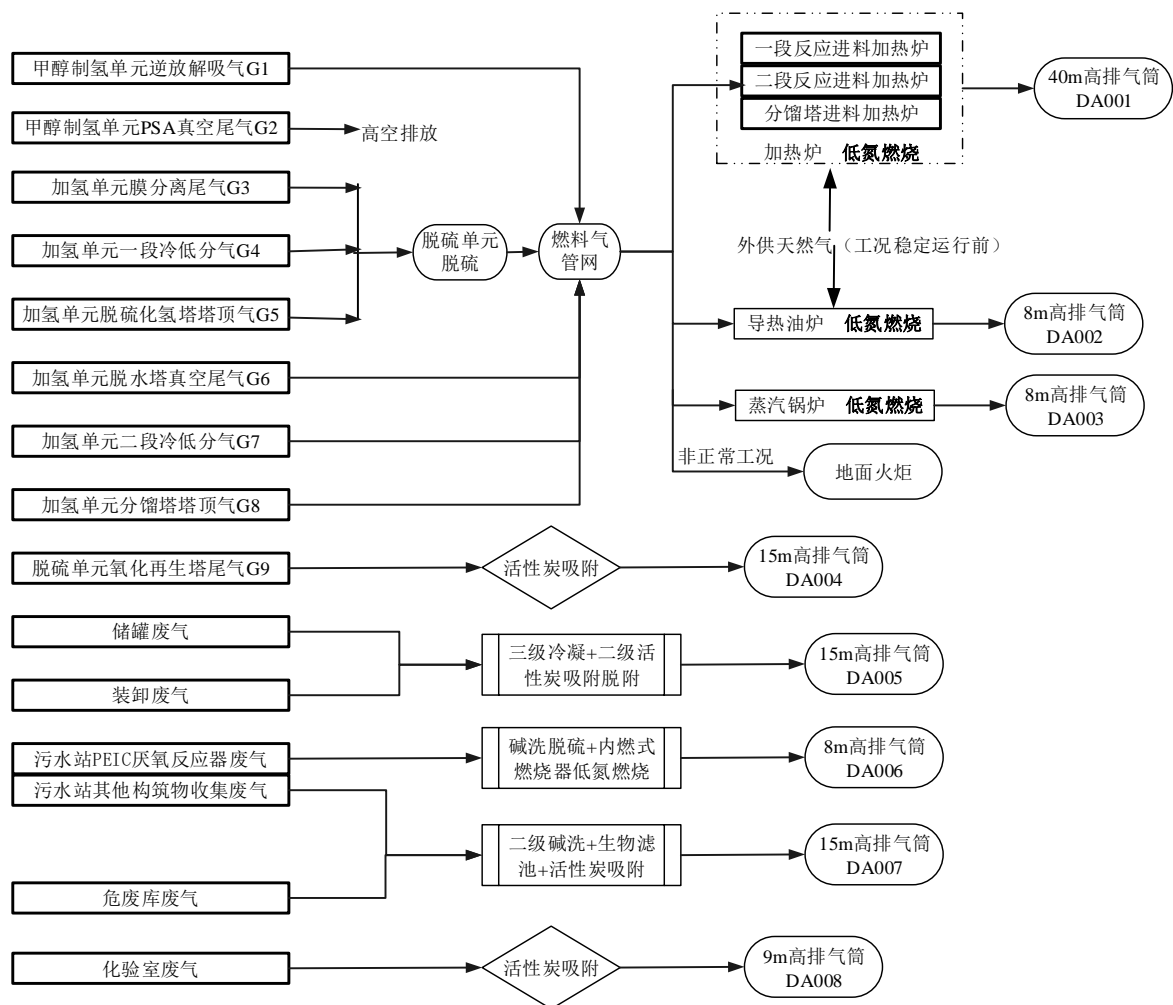 甲醇制氢单元逆放解吸气G1
甲醇制氢单元PSA真空尾气G2
高空排放
加氢单元膜分离尾气G3
加氢单元一段冷低分气G4
加氢单元脱硫化氢塔塔顶气G5
加氢单元脱水塔真空尾气G6
加氢单元二段冷低分气G7
加氢单元分馏塔塔顶气G8
脱硫单元
脱硫
燃料气
管网
一段反应进料加热炉
二段反应进料加热炉
分馏塔进料加热炉
加热炉 低氮燃烧
40m高排气筒
DA001
外供天然气（工况稳定运行前）
导热油炉 低氮燃烧
8m高排气筒
DA002
蒸汽锅炉 低氮燃烧
8m高排气筒
DA003
非正常工况
地面火炬
脱硫单元氧化再生塔尾气G9
活性炭吸附
15m高排气筒
DA004
储罐废气
装卸废气
三级冷凝+二级活
性炭吸附脱附
15m高排气筒
DA005
污水站PEIC厌氧反应器废气
碱洗脱硫+内燃式
燃烧器低氮燃烧
8m高排气筒
DA006
污水站其他构筑物收集废气
危废库废气
二级碱洗+生物滤
池+活性炭吸附
15m高排气筒
DA007
化验室废气
活性炭吸附
9m高排气筒
DA008